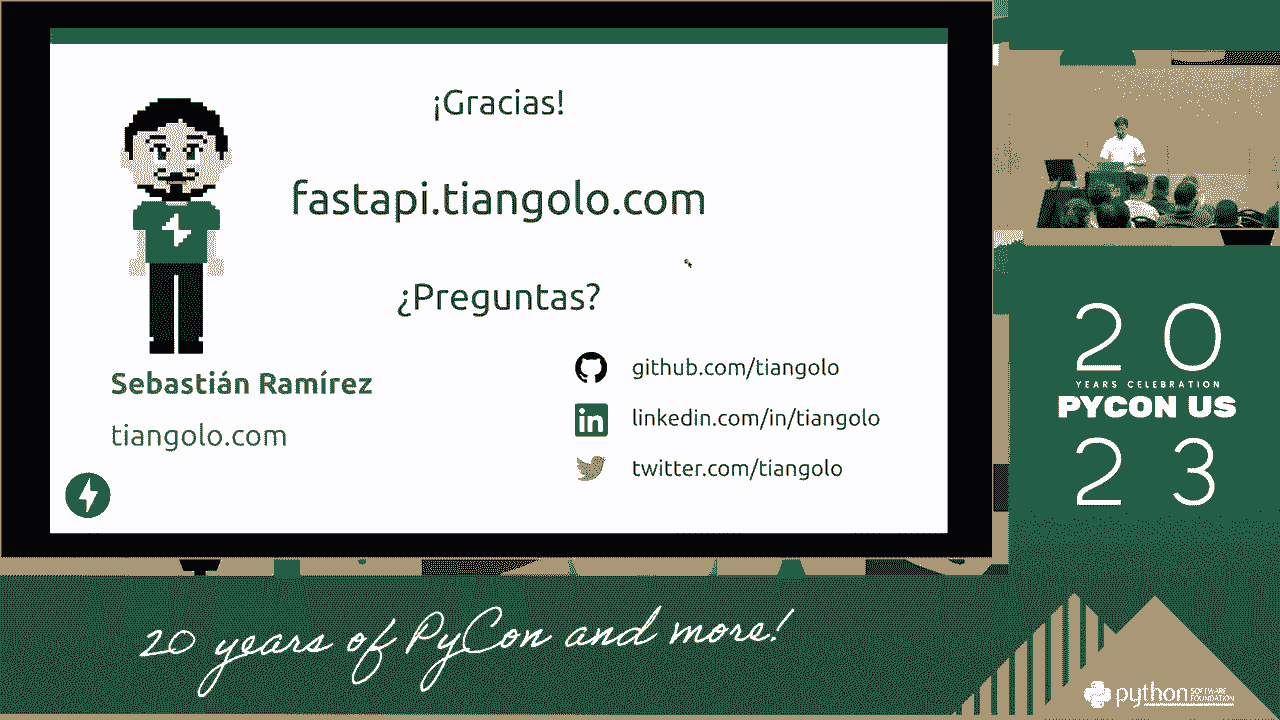 ¡Gracias!
fastapi.tiangolo.com
¿Preguntas?
Sebastián Ramírez
tiangolo.com
github.com/tiangolo
linkedin.com/in/tiangolo
twitter.com/tiangolo
20
YEARS CELEBRATION
PYCON US
23
20 years of PyCon and more!
python SOFTWARE
FOUNDATION